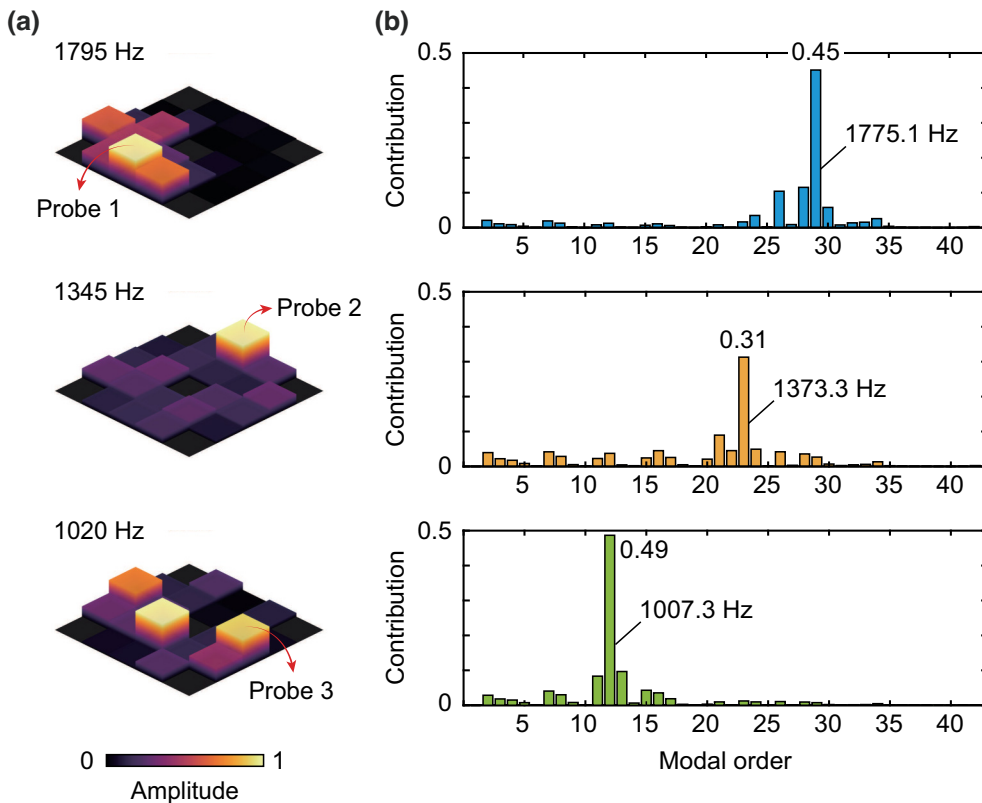 (a)
1795 Hz
Probe 1
1345 Hz
Probe 2
1020 Hz
Probe 3
0 1
Amplitude
(b)
0.5
0.45
Contribution
1775.1 Hz
0
5 10 15 20 25 30 35 40
0.5
0.31
Contribution
1373.3 Hz
0
5 10 15 20 25 30 35 40
0.5
0.49
Contribution
1007.3 Hz
0
5 10 15 20 25 30 35 40
Modal order